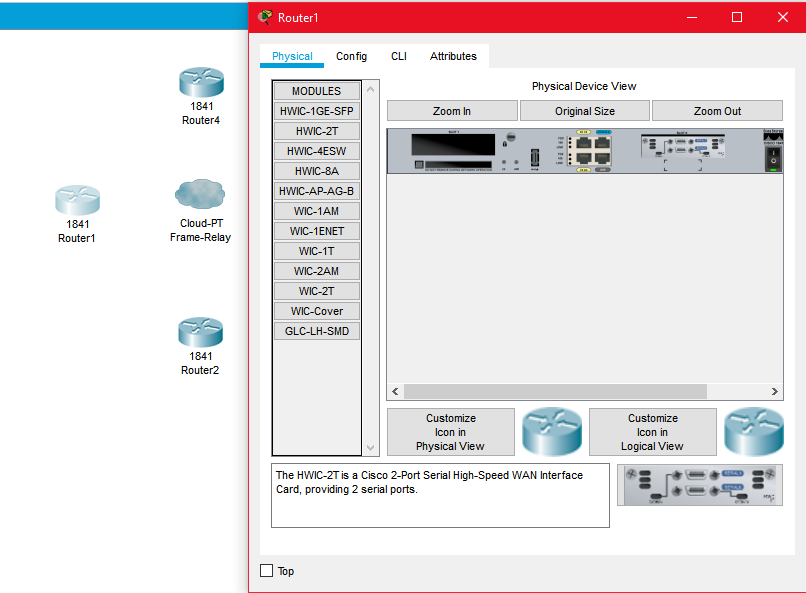 Router1
Physical
Config
CLI
Attributes
1841
Router4
1841
Router1
Cloud-PT
Frame-Relay
1841
Router2
MODULES
HWIC-1GE-SFP
HWIC-2T
HWIC-4ESW
HWIC-8A
HWIC-AP-AG-B
WIC-1AM
WIC-1ENET
WIC-1T
WIC-2AM
WIC-2T
WIC-Cover
GLC-LH-SMD
Physical Device View
Zoom In
Original Size
Zoom Out
Customize
Icon in
Physical View
Customize
Icon in
Logical View
The HWIC-2T is a Cisco 2-Port Serial High-Speed WAN Interface
Card, providing 2 serial ports.
Top